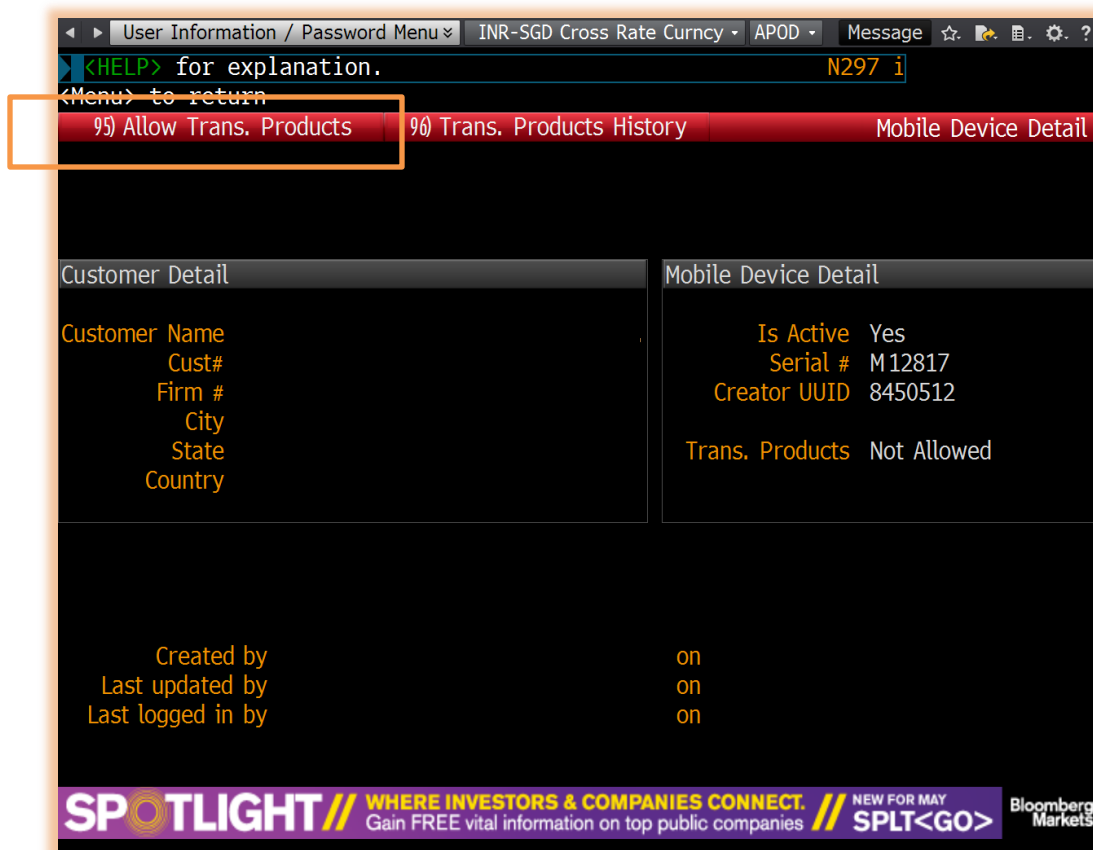 User Information / Password Menu INR-SGD Cross Rate Curncy APOD Message ?
<HELP> for explanation. N297 i
<Menu> to return
95) Allow Trans. Products 96) Trans. Products History Mobile Device Detail
Customer Detail Mobile Device Detail
Customer Name Is Active Yes
Cust# Serial # M12817
Firm # Creator UUID 8450512
City
State Trans. Products Not Allowed
Country
Created by on
Last updated by on
Last logged in by on
SPOTLIGHT// WHERE INVESTORS & COMPANIES CONNECT. // NEW FOR MAY Bloomberg
Gain FREE vital information on top public companies SPLT<GO> Markets